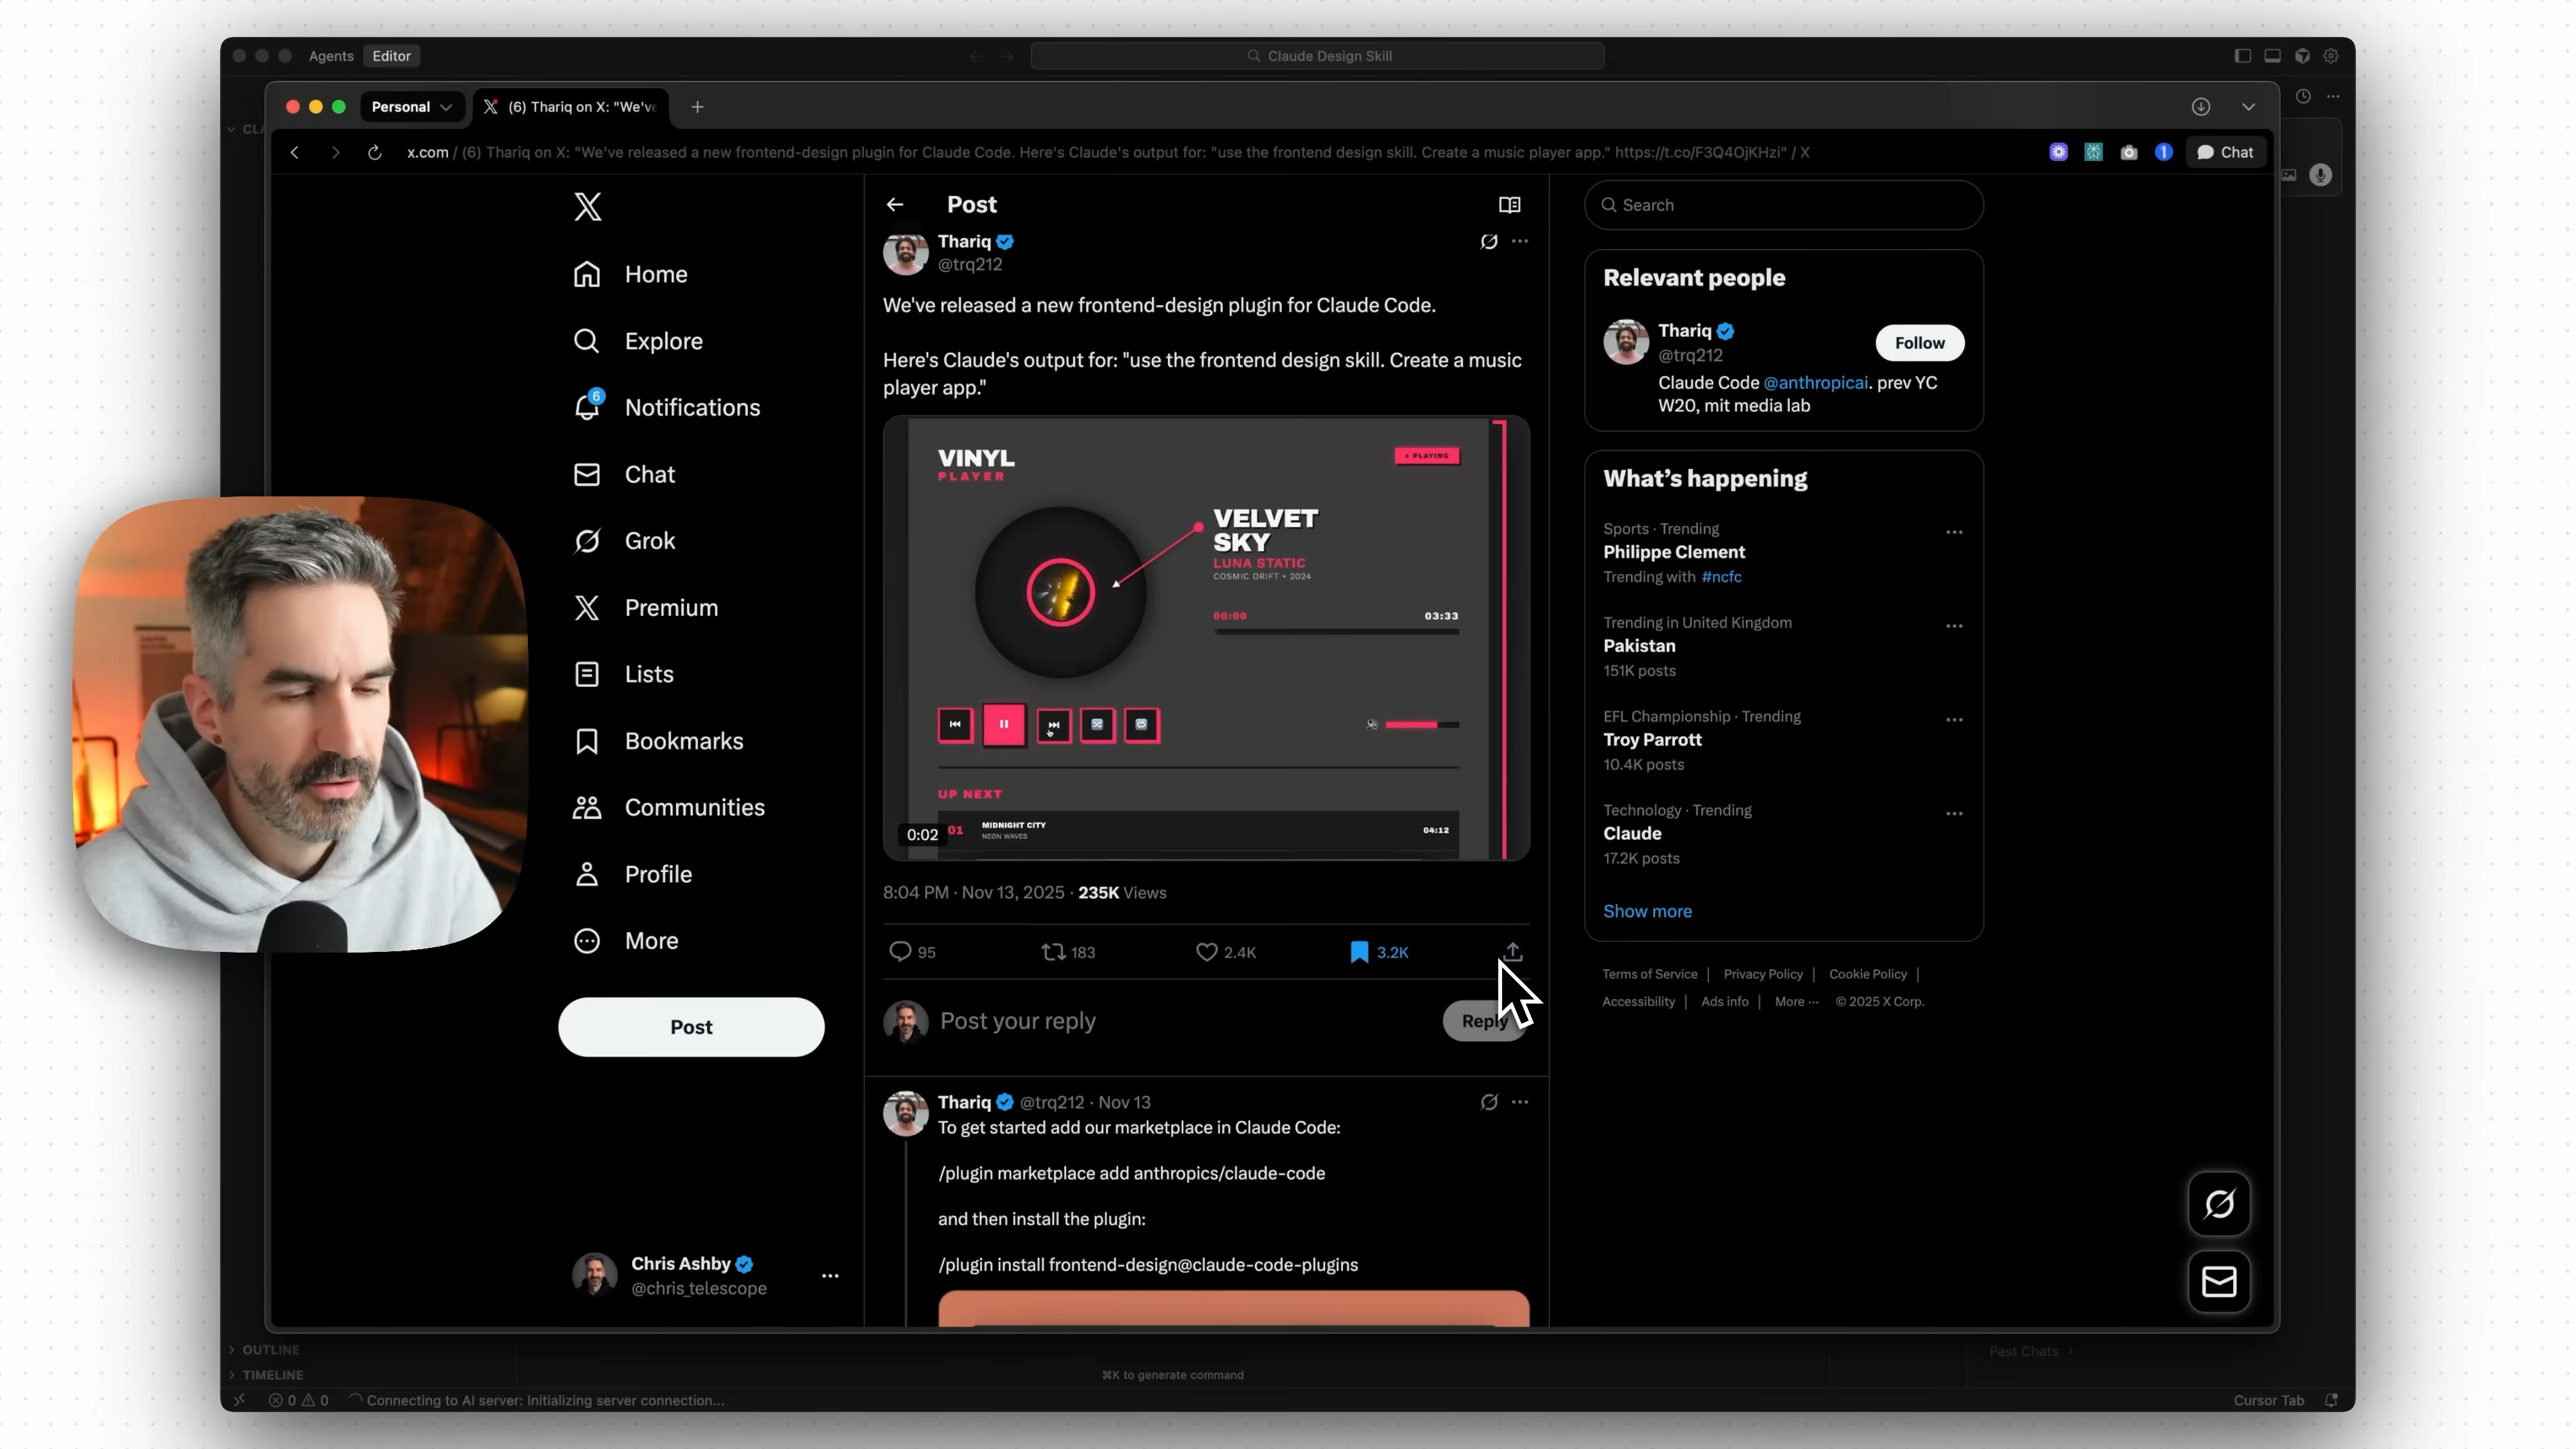 Agents Editor
Claude Design Skill
Personal
(6) Thariq on X: "We've
x.com / (6) Thariq on X: "We've released a new frontend-design plugin for Claude Code. Here's Claude's output for: "use the frontend design skill. Create a music player app." https://t.co/F3Q4OjKHzi" / X
Chat
CLA
Home
Explore
6
Notifications
Chat
Grok
Premium
Lists
Bookmarks
Communities
Profile
More
Post
Chris Ashby
@chris_telescope
Post
Thariq
@trq212
We've released a new frontend-design plugin for Claude Code.
Here's Claude's output for: "use the frontend design skill. Create a music
player app."
VINYL
PLAYER
PLAYING
VELVET
SKY
LUNA STATIC
COSMIC DRIFT • 2024
00:00 03:33
UP NEXT
01 MIDNIGHT CITY 04:12
NEON WAVES
0:02
8:04 PM · Nov 13, 2025 · 235K Views
95 183 2.4K 3.2K
Post your reply
Reply
Thariq @trq212 · Nov 13
To get started add our marketplace in Claude Code:
/plugin marketplace add anthropics/claude-code
and then install the plugin:
/plugin install frontend-design@claude-code-plugins
Search
Relevant people
Thariq
@trq212
Follow
Claude Code @anthropicai. prev YC
W20, mit media lab
What's happening
Sports · Trending
Philippe Clement
Trending with #ncfc
Trending in United Kingdom
Pakistan
151K posts
EFL Championship · Trending
Troy Parrott
10.4K posts
Technology · Trending
Claude
17.2K posts
Show more
Terms of Service | Privacy Policy | Cookie Policy |
Accessibility | Ads info | More ··· © 2025 X Corp.
OUTLINE
TIMELINE
⌘K to generate command
Past Chats
0 0 Connecting to AI server: Initializing server connection...
Cursor Tab